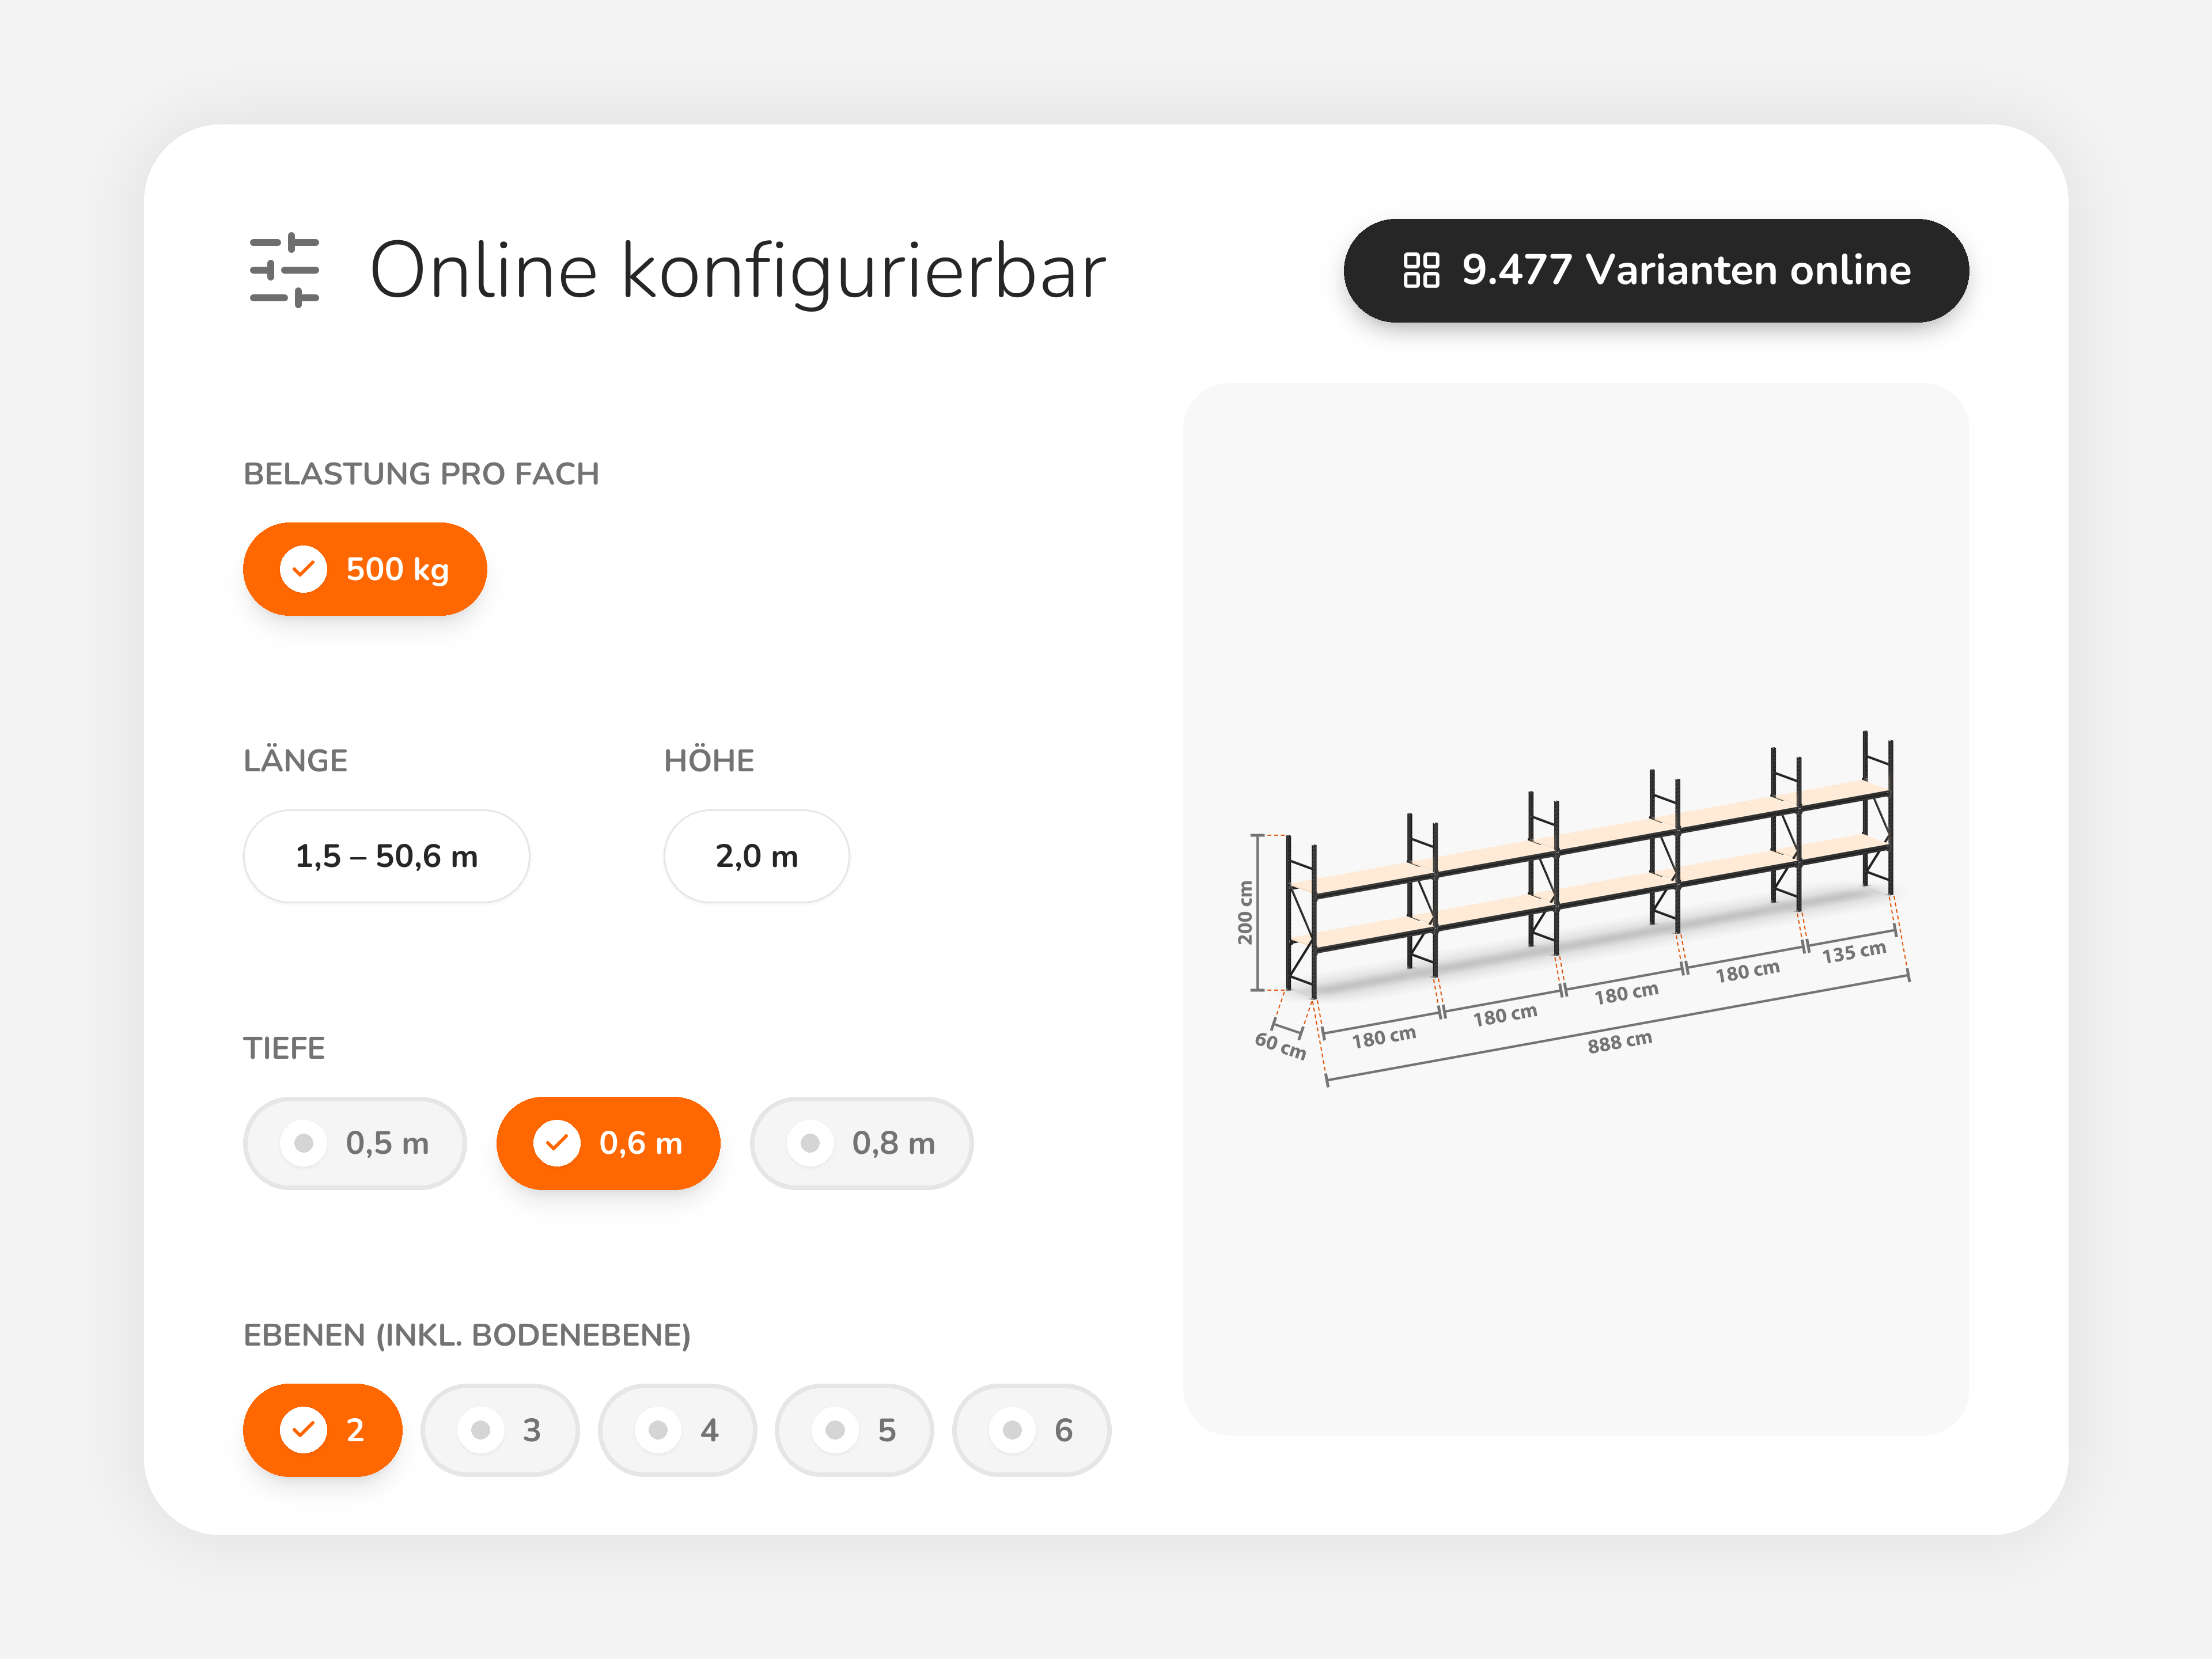 Online konfigurierbar
9.477 Varianten online
BELASTUNG PRO FACH
500 kg
LÄNGE
HÖHE
1,5 – 50,6 m
2,0 m
TIEFE
0,5 m
0,6 m
0,8 m
EBENEN (INKL. BODENEBENE)
2
3
4
5
6
200 cm
60 cm
180 cm
180 cm
180 cm
180 cm
135 cm
888 cm